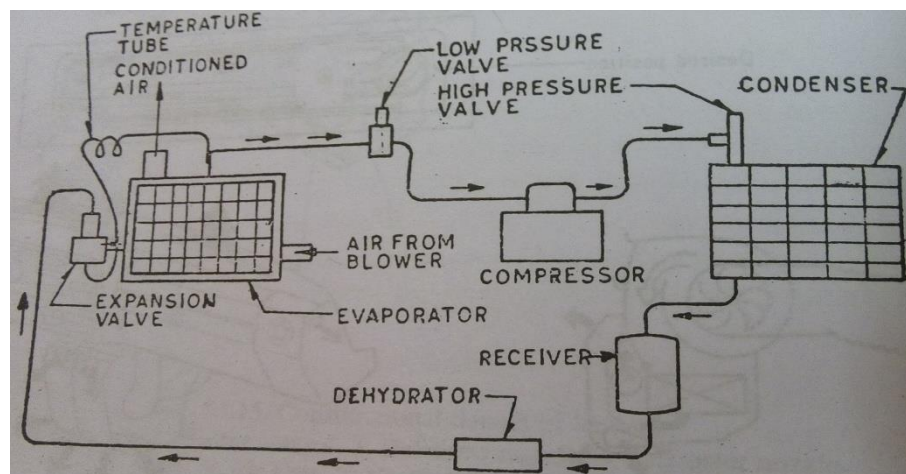 TEMPERATURE
TUBE
CONDITIONED
AIR
LOW PRSSURE
VALVE
HIGH PRESSURE
VALVE
CONDENSER
AIR FROM
BLOWER
COMPRESSOR
EXPANSION
VALVE
EVAPORATOR
RECEIVER
DEHYDRATOR